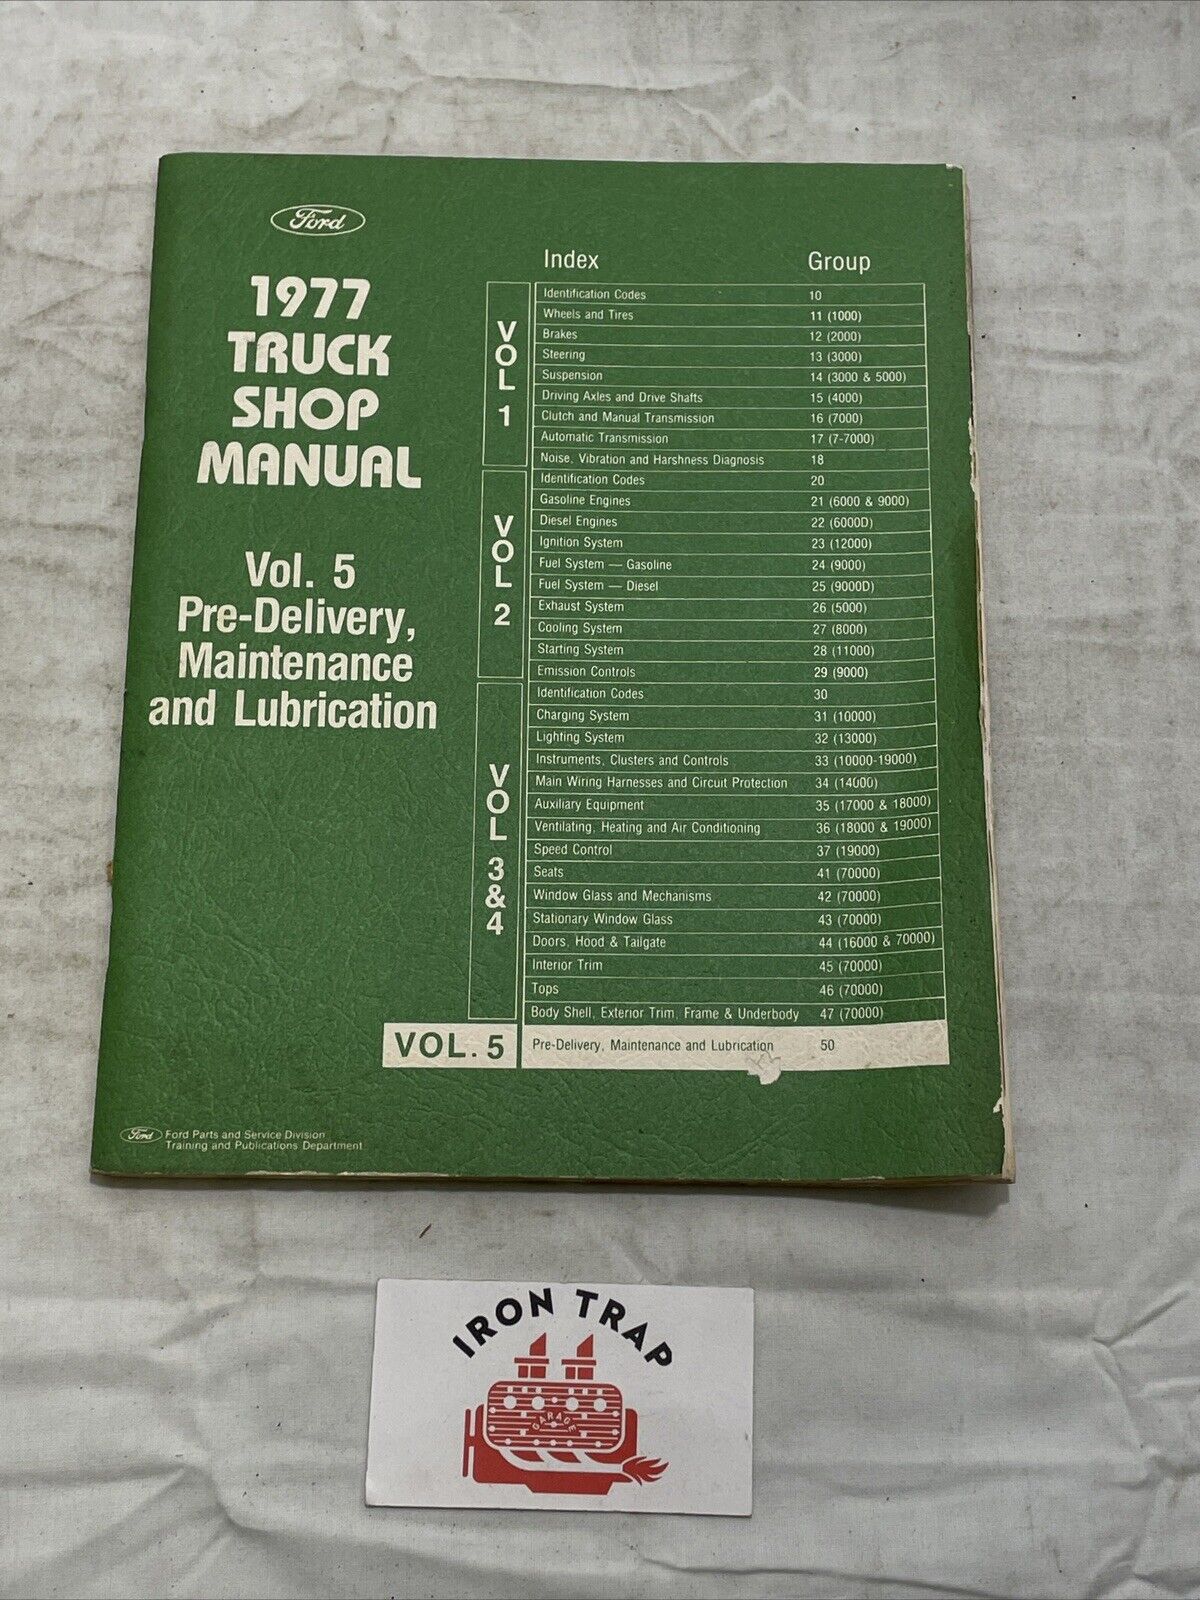 Ford
1977
TRUCK
SHOP
MANUAL
Vol. 5
Pre-Delivery,
Maintenance
and Lubrication
Index Group
VOL 1
Identification Codes 10
Wheels and Tires 11 (1000)
Brakes 12 (2000)
Steering 13 (3000)
Suspension 14 (3000 & 5000)
Driving Axles and Drive Shafts 15 (4000)
Clutch and Manual Transmission 16 (7000)
Automatic Transmission 17 (7-7000)
Noise, Vibration and Harshness Diagnosis 18
VOL 2
Identification Codes 20
Gasoline Engines 21 (6000 & 9000)
Diesel Engines 22 (6000D)
Ignition System 23 (12000)
Fuel System — Gasoline 24 (9000)
Fuel System — Diesel 25 (9000D)
Exhaust System 26 (5000)
Cooling System 27 (8000)
Starting System 28 (11000)
Emission Controls 29 (9000)
VOL 3&4
Identification Codes 30
Charging System 31 (10000)
Lighting System 32 (13000)
Instruments, Clusters and Controls 33 (10000-19000)
Main Wiring Harnesses and Circuit Protection 34 (14000)
Auxiliary Equipment 35 (17000 & 18000)
Ventilating, Heating and Air Conditioning 36 (18000 & 19000)
Speed Control 37 (19000)
Seats 41 (70000)
Window Glass and Mechanisms 42 (70000)
Stationary Window Glass 43 (70000)
Doors, Hood & Tailgate 44 (16000 & 70000)
Interior Trim 45 (70000)
Tops 46 (70000)
Body Shell, Exterior Trim, Frame & Underbody 47 (70000)
VOL. 5 Pre-Delivery, Maintenance and Lubrication 50
Ford Ford Parts and Service Division
Training and Publications Department
IRON TRAP
GARAGE